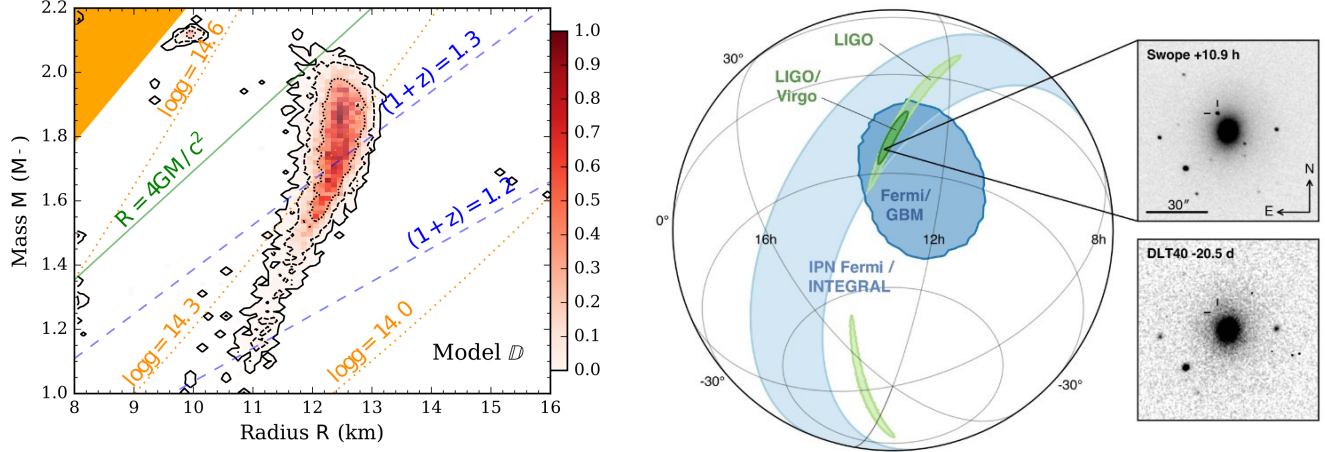 2.2
2.0
1.8
1.6
1.4
1.2
1.0
Mass M (M-)
8 9 10 11 12 13 14 15 16
Radius R (km)
logg = 14.6
R = 4GM/c²
(1+z) = 1.3
(1+z) = 1.2
logg = 14.3
logg = 14.0
Model 𝔻
1.0
0.9
0.8
0.7
0.6
0.5
0.4
0.3
0.2
0.1
0.0
30°
LIGO
LIGO/
Virgo
Fermi/
GBM
0°
16h
12h
8h
IPN Fermi /
INTEGRAL
-30°
-30°
Swope +10.9 h
N
30"
E
DLT40 -20.5 d